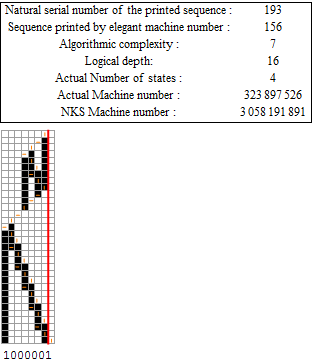 Natural serial number of the printed sequence : 193
Sequence printed by elegant machine number : 156
Algorithmic complexity : 7
Logical depth: 16
Actual Number of states : 4
Actual Machine number : 323 897 526
NKS Machine number : 3 058 191 891
1000001